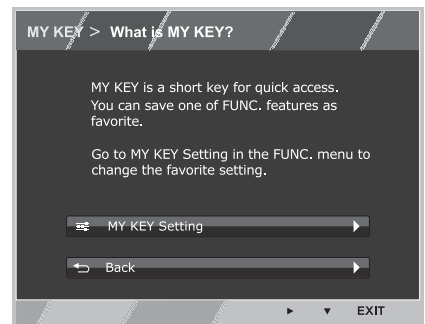 MY KEY > What is MY KEY?
MY KEY is a short key for quick access.
You can save one of FUNC. features as
favorite.
Go to MY KEY Setting in the FUNC. menu to
change the favorite setting.
MY KEY Setting
Back
EXIT